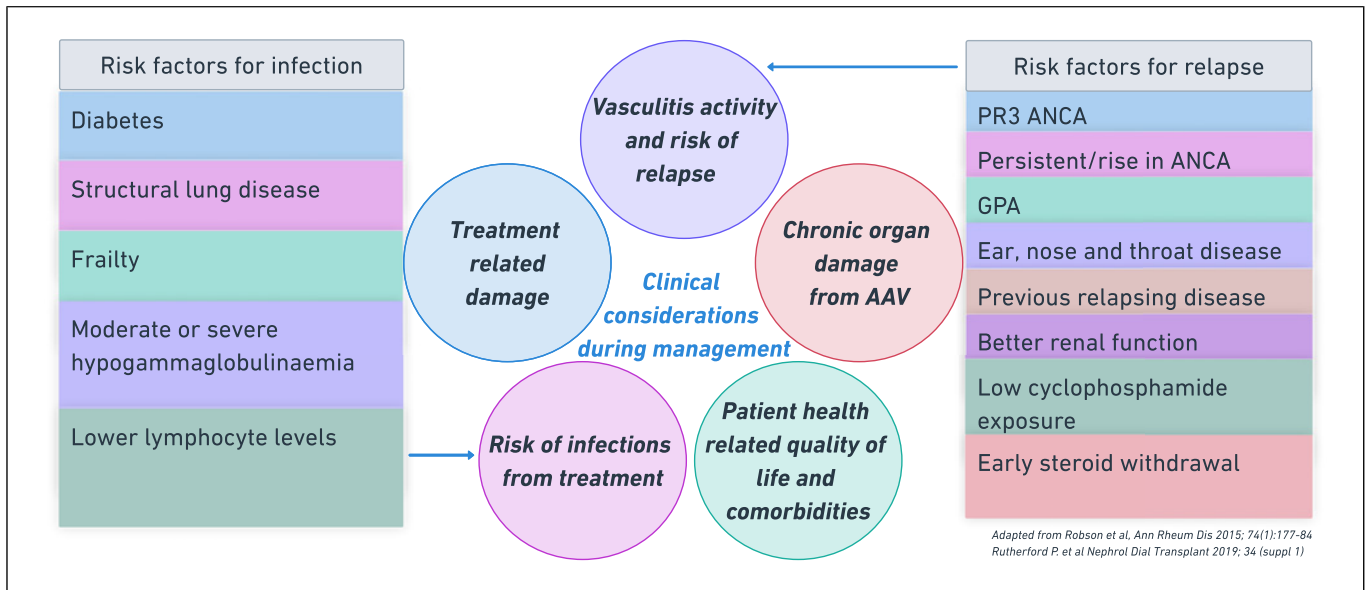 Risk factors for infection
Diabetes
Structural lung disease
Frailty
Moderate or severe
hypogammaglobulinaemia
Lower lymphocyte levels
Vasculitis activity
and risk of
relapse
Treatment
related
damage
Chronic organ
damage
from AAV
Clinical
considerations
during management
Risk of infections
from treatment
Patient health
related quality of
life and
comorbidities
Risk factors for relapse
PR3 ANCA
Persistent/rise in ANCA
GPA
Ear, nose and throat disease
Previous relapsing disease
Better renal function
Low cyclophosphamide
exposure
Early steroid withdrawal
Adapted from Robson et al, Ann Rheum Dis 2015; 74(1):177-84
Rutherford P. et al Nephrol Dial Transplant 2019; 34 (suppl 1)